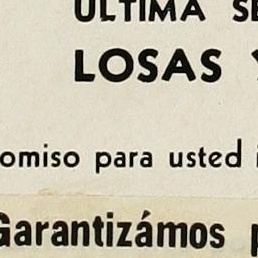 ULTIMA SE
LOSAS Y
omiso para usted i
Garantizámos p